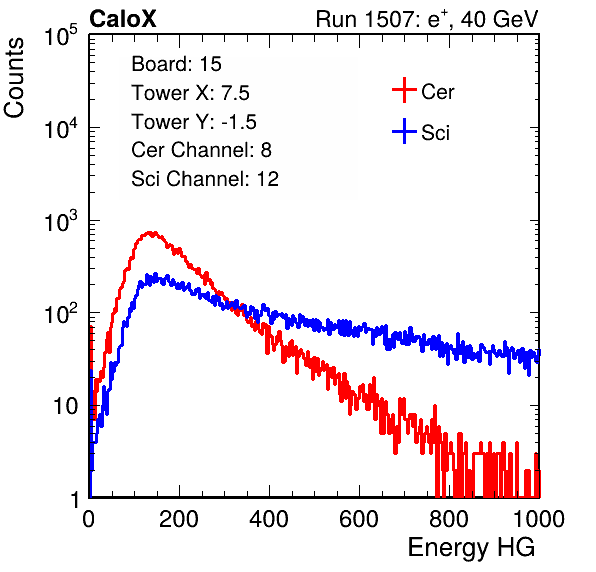 CaloX Run 1507: e⁺, 40 GeV
Counts
10⁵
10⁴
10³
10²
10
1
Board: 15
Tower X: 7.5
Tower Y: -1.5
Cer Channel: 8
Sci Channel: 12
Cer
Sci
0 200 400 600 800 1000
Energy HG